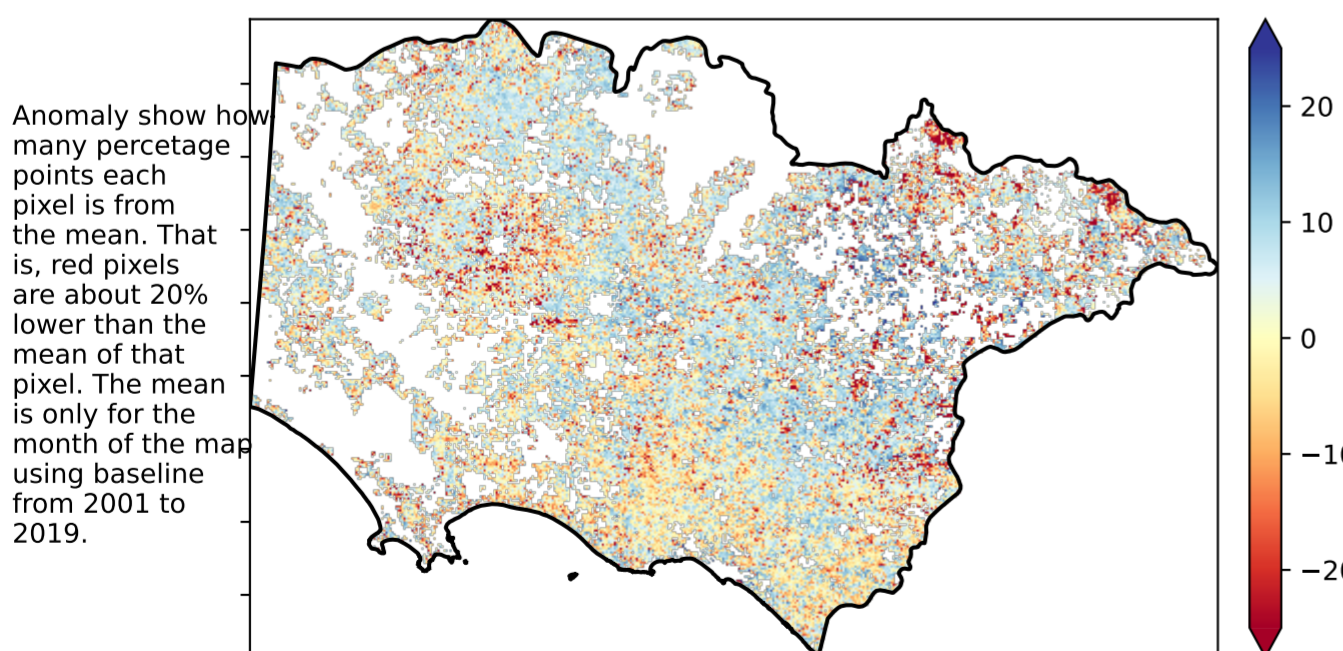 Anomaly show how
many percetage
points each
pixel is from
the mean. That
is, red pixels
are about 20%
lower than the
mean of that
pixel. The mean
is only for the
month of the map
using baseline
from 2001 to
2019.
20
10
0
−10
−20